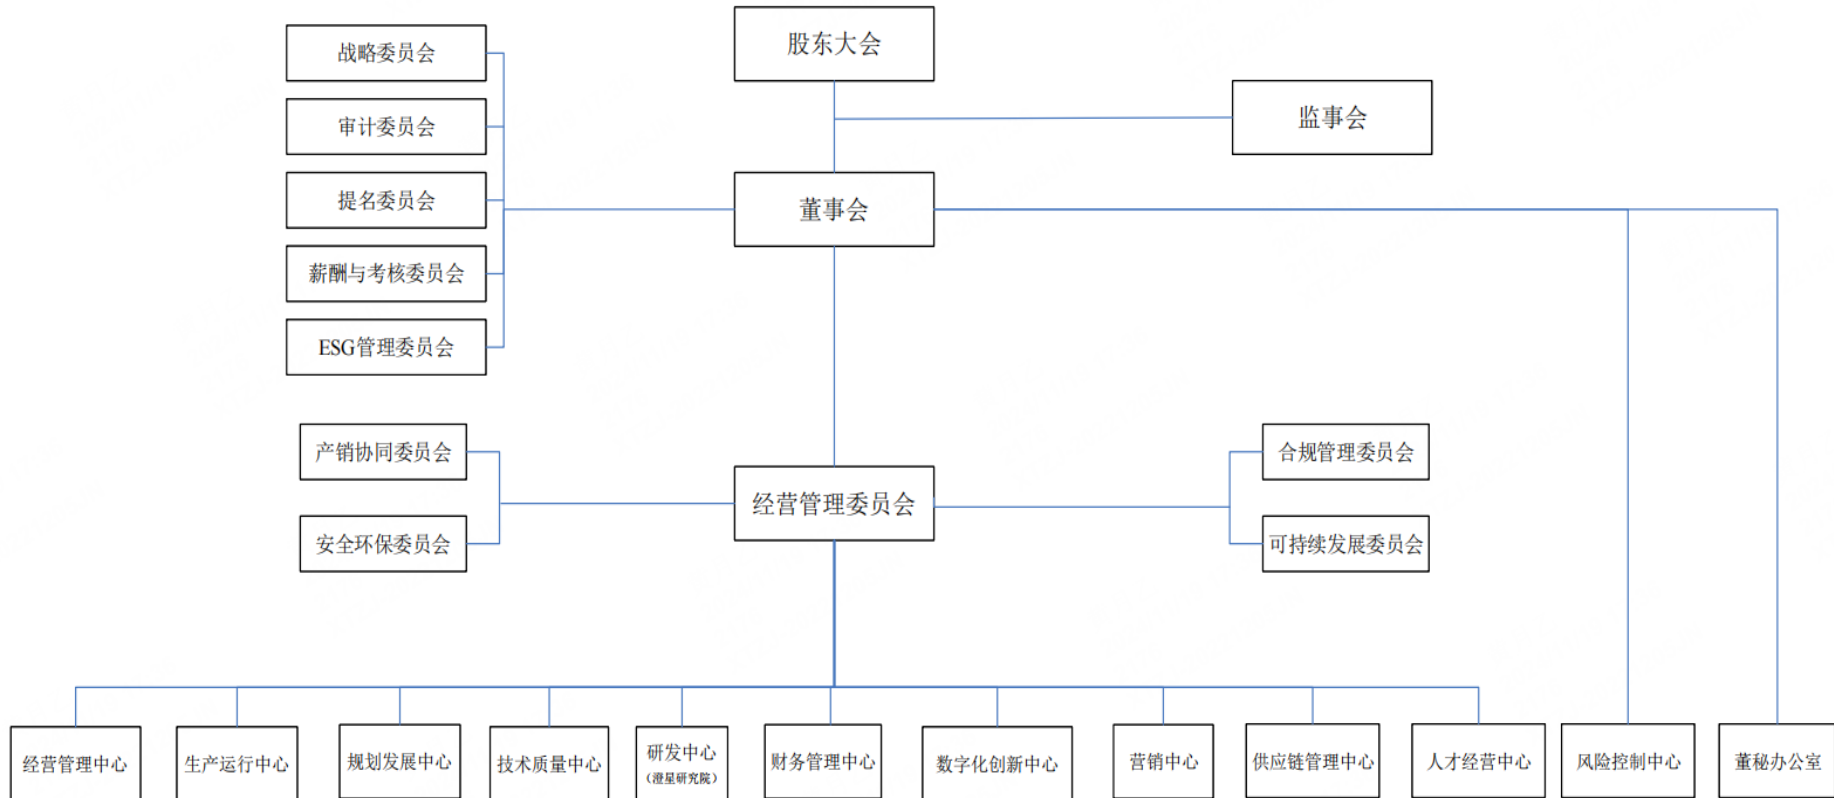 股东大会
战略委员会
监事会
审计委员会
提名委员会
董事会
薪酬与考核委员会
ESG管理委员会
产销协同委员会
合规管理委员会
经营管理委员会
安全环保委员会
可持续发展委员会
经营管理中心
生产运行中心
规划发展中心
技术质量中心
研发中心
（澄星研究院）
财务管理中心
数字化创新中心
营销中心
供应链管理中心
人才经营中心
风险控制中心
董秘办公室